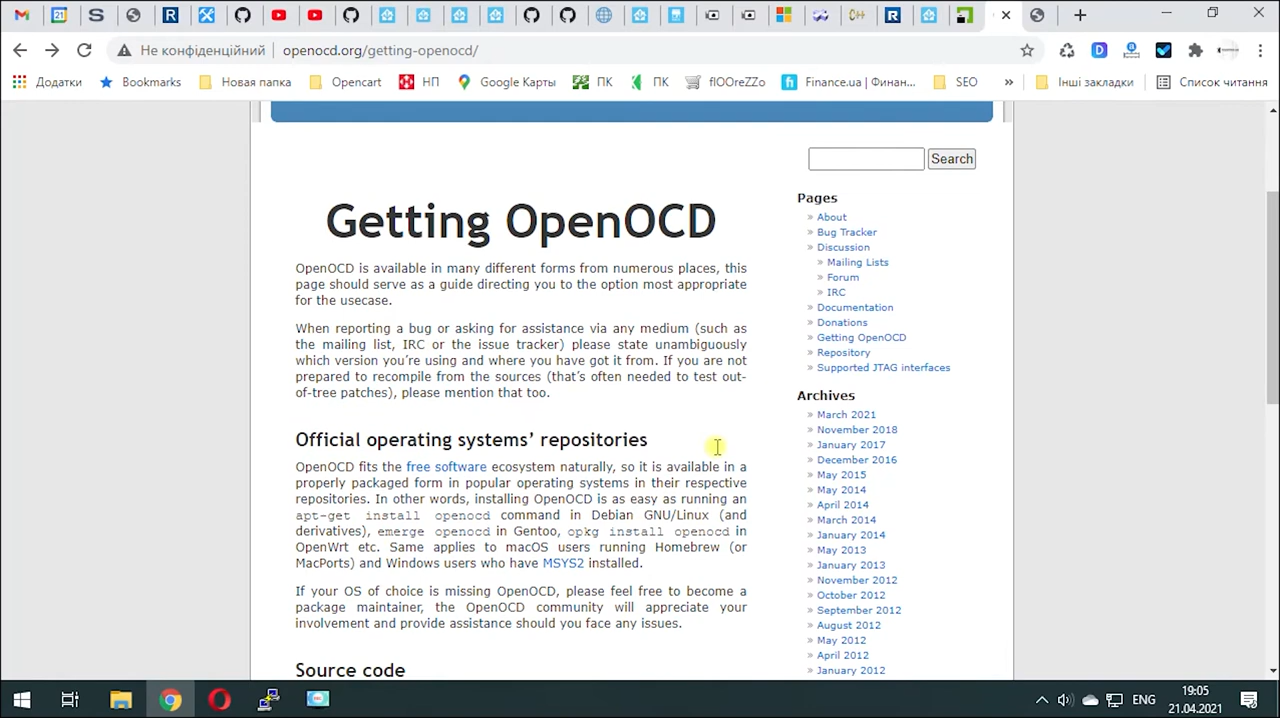 Не конфіденційний
openocd.org/getting-openocd/
Додатки
Bookmarks
Новая папка
Opencart
НП
Google Карты
ПК
ПК
flOOreZZo
Finance.ua | Финан...
SEO
»
Інші закладки
Список читання
Search
Getting OpenOCD
OpenOCD is available in many different forms from numerous places, this
page should serve as a guide directing you to the option most appropriate
for the usecase.
When reporting a bug or asking for assistance via any medium (such as
the mailing list, IRC or the issue tracker) please state unambiguously
which version you're using and where you have got it from. If you are not
prepared to recompile from the sources (that's often needed to test out-
of-tree patches), please mention that too.
Official operating systems' repositories
OpenOCD fits the free software ecosystem naturally, so it is available in a
properly packaged form in popular operating systems in their respective
repositories. In other words, installing OpenOCD is as easy as running an
apt-get install openocd command in Debian GNU/Linux (and
derivatives), emerge openocd in Gentoo, opkg install openocd in
OpenWrt etc. Same applies to macOS users running Homebrew (or
MacPorts) and Windows users who have MSYS2 installed.
If your OS of choice is missing OpenOCD, please feel free to become a
package maintainer, the OpenOCD community will appreciate your
involvement and provide assistance should you face any issues.
Source code
Pages
» About
» Bug Tracker
» Discussion
» Mailing Lists
» Forum
» IRC
» Documentation
» Donations
» Getting OpenOCD
» Repository
» Supported JTAG interfaces
Archives
» March 2021
» November 2018
» January 2017
» December 2016
» May 2015
» May 2014
» April 2014
» March 2014
» January 2014
» May 2013
» January 2013
» November 2012
» October 2012
» September 2012
» August 2012
» May 2012
» April 2012
» January 2012
ENG
19:05
21.04.2021